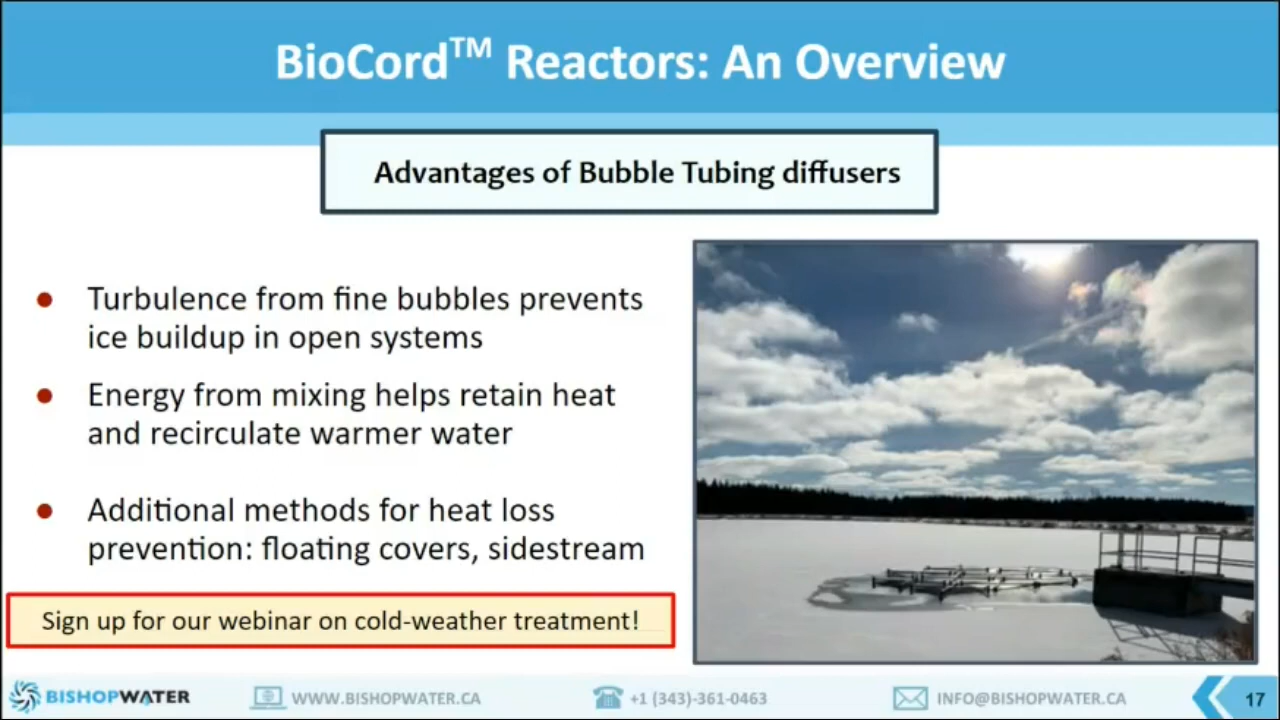 BioCord™ Reactors: An Overview
Advantages of Bubble Tubing diffusers
● Turbulence from fine bubbles prevents
ice buildup in open systems
● Energy from mixing helps retain heat
and recirculate warmer water
● Additional methods for heat loss
prevention: floating covers, sidestream
Sign up for our webinar on cold-weather treatment!
BISHOPWATER
WWW.BISHOPWATER.CA
+1 (343)-361-0463
INFO@BISHOPWATER.CA
17